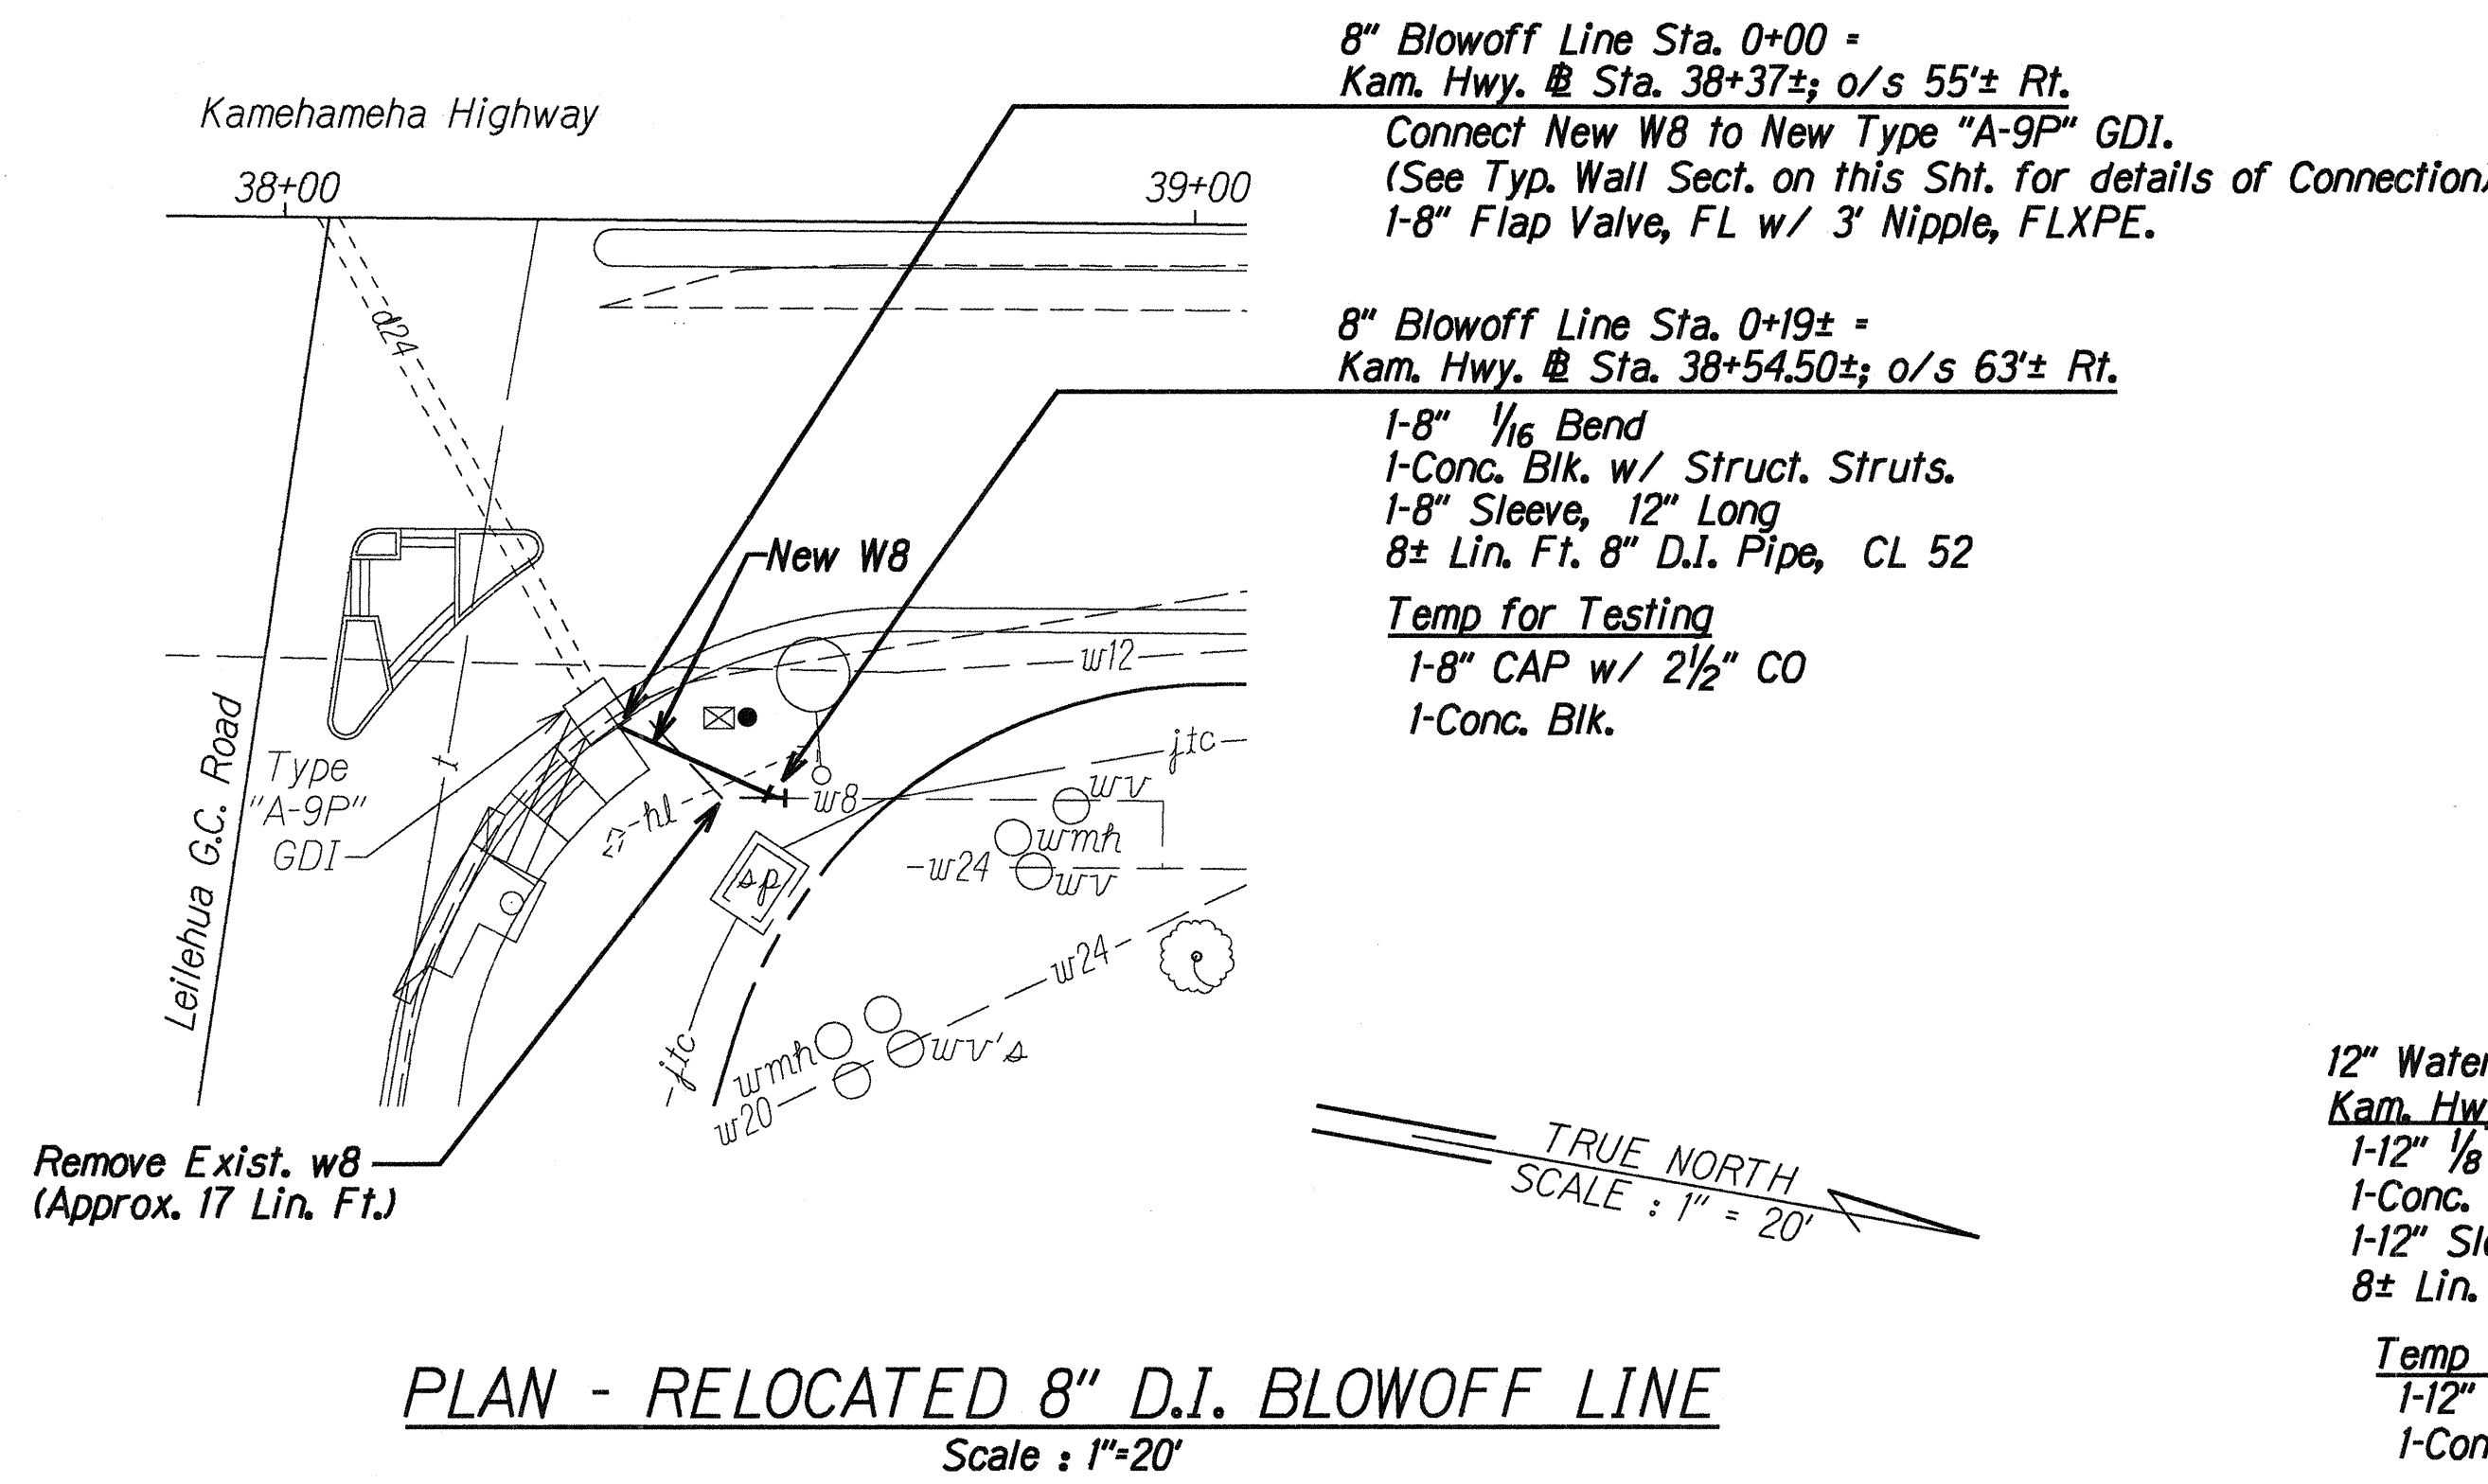 8" Blowoff Line Sta. 0+00 =
Kam. Hwy. ℄ Sta. 38+37±; o/s 55'± Rt.
Connect New W8 to New Type "A-9P" GDI.
(See Typ. Wall Sect. on this Sht. for details of Connection)
1-8" Flap Valve, FL w/ 3' Nipple, FLXPE.
Kamehameha Highway
38+00
39+00
8" Blowoff Line Sta. 0+19± =
Kam. Hwy. ℄ Sta. 38+54.50±; o/s 63'± Rt.
1-8" 1/16 Bend
1-Conc. Blk. w/ Struct. Struts.
1-8" Sleeve, 12" Long
8± Lin. Ft. 8" D.I. Pipe, CL 52
Temp for Testing
1-8" CAP w/ 2½" CO
1-Conc. Blk.
d24
New W8
w12
Leilehua G.C. Road
t
Type
"A-9P"
GDI
hl
w8
jtc
wv
wmh
w24
wv
sp
w24
jtc
wmh
wv's
w20
Remove Exist. w8
(Approx. 17 Lin. Ft.)
TRUE NORTH
SCALE : 1" = 20'
12" Water
Kam. Hw
1-12" 1/8
1-Conc.
1-12" Sle
8± Lin.
Temp
1-12"
1-Con
PLAN - RELOCATED 8" D.I. BLOWOFF LINE
Scale : 1"=20'